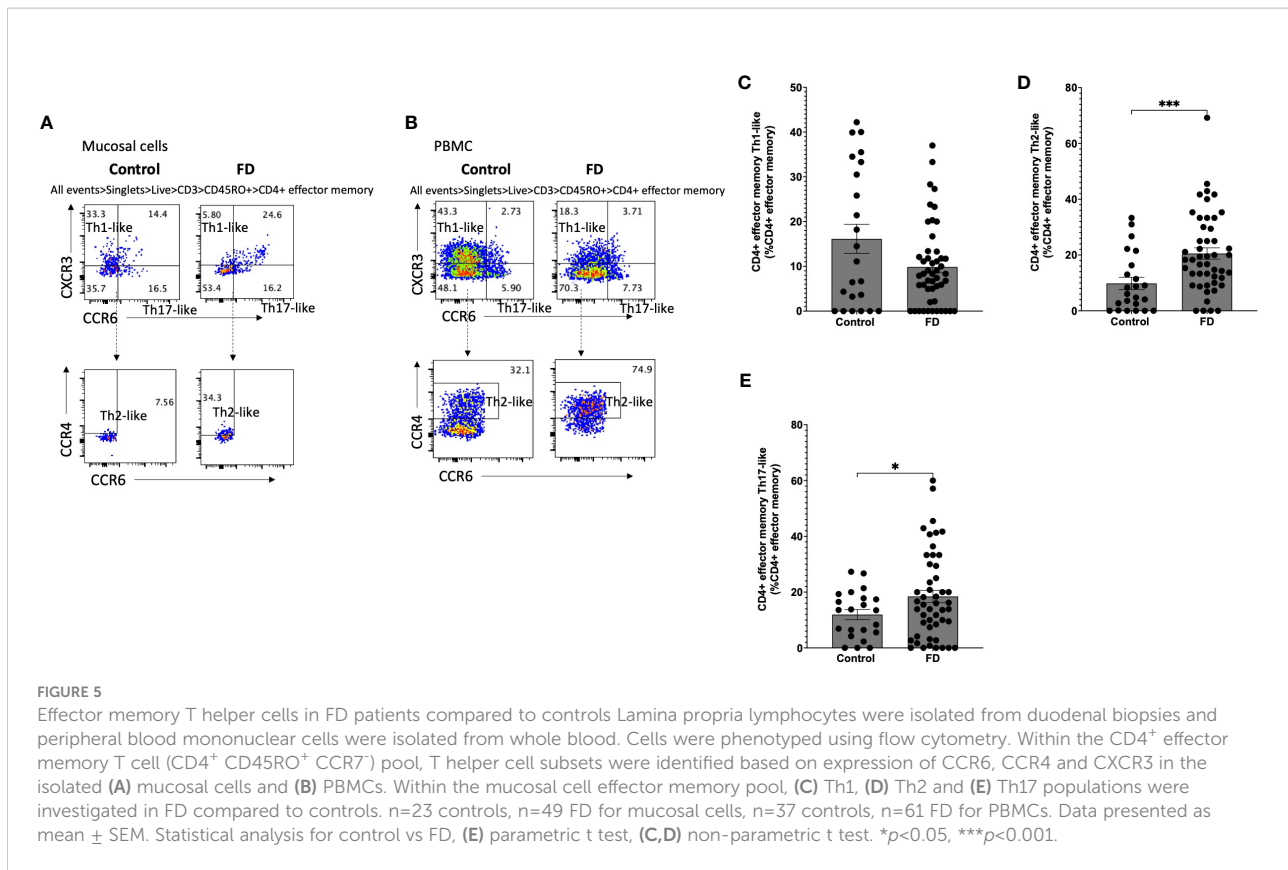 A
Mucosal cells
Control FD
All events>Singlets>Live>CD3>CD45RO+>CD4+ effector memory
CXCR3
33.3 14.4
Th1-like
35.7 16.5
Th17-like
5.80 24.6
Th1-like
53.4 16.2
Th17-like
CCR6
CCR4
7.56
Th2-like
34.3
Th2-like
CCR6
B
PBMC
Control FD
All events>Singlets>Live>CD3>CD45RO+>CD4+ effector memory
CXCR3
43.3 2.73
Th1-like
48.1 5.90
Th17-like
18.3 3.71
Th1-like
70.3 7.73
Th17-like
CCR6
CCR4
32.1
Th2-like
74.9
Th2-like
CCR6
C
CD4+ effector memory Th1-like
(%CD4+ effector memory)
50
40
30
20
10
0
Control FD
D
CD4+ effector memory Th2-like
(%CD4+ effector memory)
80
60
40
20
0
***
Control FD
E
CD4+ effector memory Th17-like
(%CD4+ effector memory)
80
60
40
20
0
*
Control FD
FIGURE 5
Effector memory T helper cells in FD patients compared to controls Lamina propria lymphocytes were isolated from duodenal biopsies and
peripheral blood mononuclear cells were isolated from whole blood. Cells were phenotyped using flow cytometry. Within the CD4⁺ effector
memory T cell (CD4⁺ CD45RO⁺ CCR7⁻) pool, T helper cell subsets were identified based on expression of CCR6, CCR4 and CXCR3 in the
isolated (A) mucosal cells and (B) PBMCs. Within the mucosal cell effector memory pool, (C) Th1, (D) Th2 and (E) Th17 populations were
investigated in FD compared to controls. n=23 controls, n=49 FD for mucosal cells, n=37 controls, n=61 FD for PBMCs. Data presented as
mean ± SEM. Statistical analysis for control vs FD, (E) parametric t test, (C,D) non-parametric t test. *p<0.05, ***p<0.001.